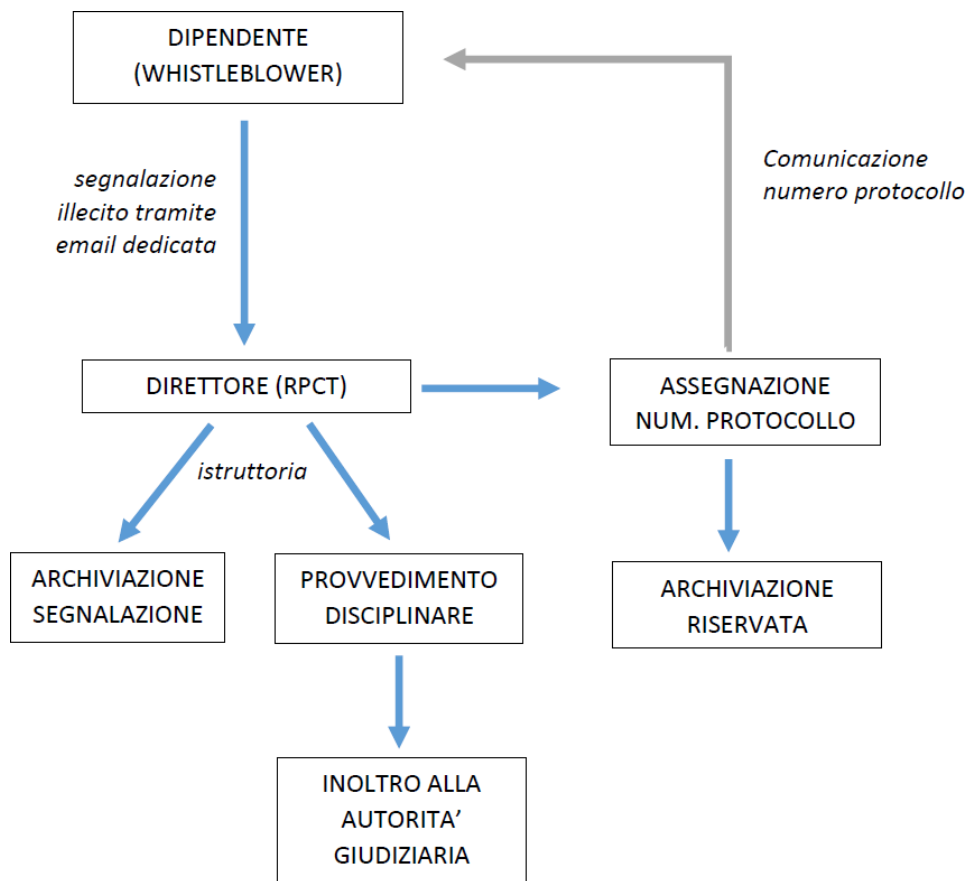 DIPENDENTE
(WHISTLEBLOWER)
segnalazione
illecito tramite
email dedicata
Comunicazione
numero protocollo
DIRETTORE (RPCT)
ASSEGNAZIONE
NUM. PROTOCOLLO
istruttoria
ARCHIVIAZIONE
SEGNALAZIONE
PROVVEDIMENTO
DISCIPLINARE
ARCHIVIAZIONE
RISERVATA
INOLTRO ALLA
AUTORITA’
GIUDIZIARIA